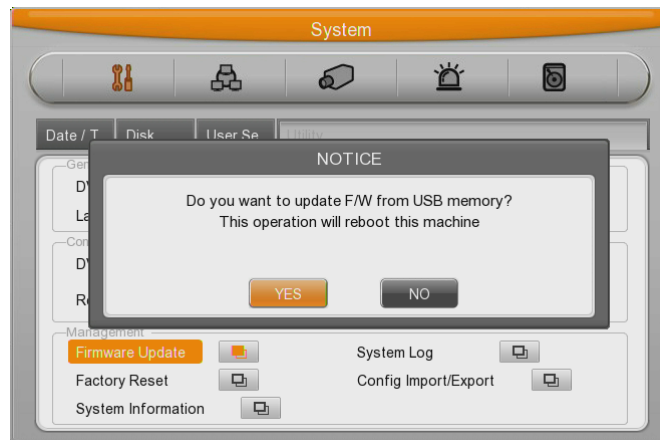 System
Date / T
Disk
User Se
Utility
NOTICE
Do you want to update F/W from USB memory?
This operation will reboot this machine
YES
NO
Management
Firmware Update
System Log
Factory Reset
Config Import/Export
System Information